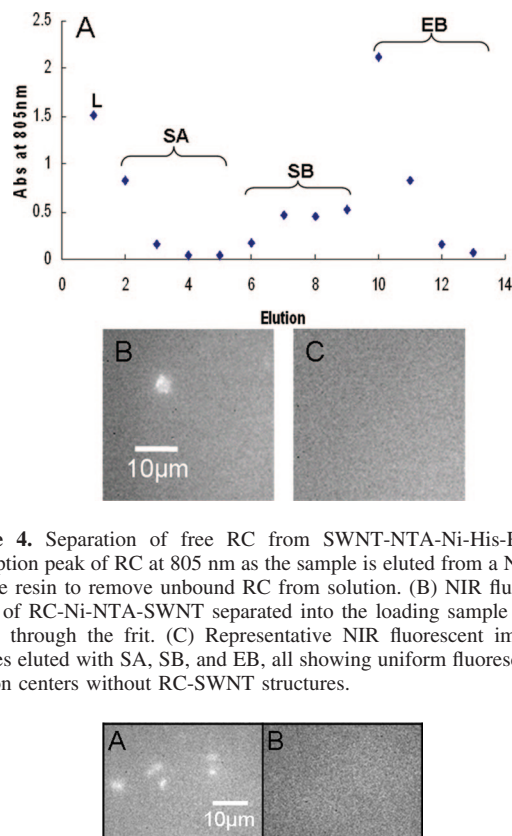 2.5
A
EB
2
L
1.5
Abs at 805nm
SA
1
SB
0.5
0
0 2 4 6 8 10 12 14
Elution
B
C
10μm
4. Separation of free RC from SWNT-NTA-Ni-His-
peak of RC at 805 nm as the sample is eluted from a
resin to remove unbound RC from solution. (B) NIR
of RC-Ni-NTA-SWNT separated into the loading sample
through the frit. (C) Representative NIR fluorescent
eluted with SA, SB, and EB, all showing uniform
centers without RC-SWNT structures.
A
B
10μm